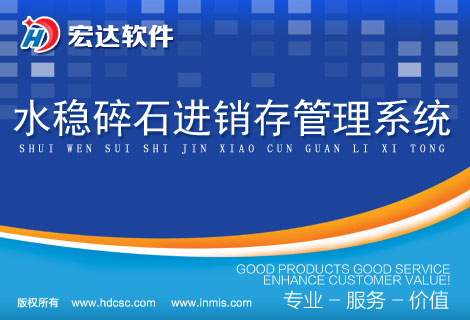 宏达软件
水稳碎石进销存管理系统
SHUI WEN SUI SHI JIN XIAO CUN GUAN LI XI TONG
GOOD PRODUCTS GOOD SERVICE
ENHANCE CUSTOMER VALUE!
版权所有 www.hdcsc.com www.inmis.com 专业－服务－价值